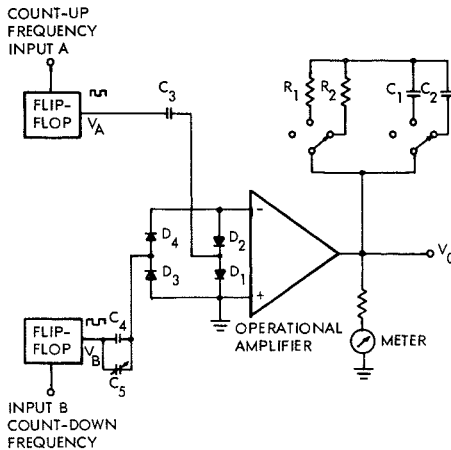 COUNT-UP
FREQUENCY
INPUT A
FLIP-
FLOP
V_A
C_3
R_1 R_2 C_1 C_2
D_4 D_2
D_3 D_1
-
+
OPERATIONAL
AMPLIFIER
V_O
METER
FLIP-
FLOP
V_B
C_4
C_5
INPUT B
COUNT-DOWN
FREQUENCY